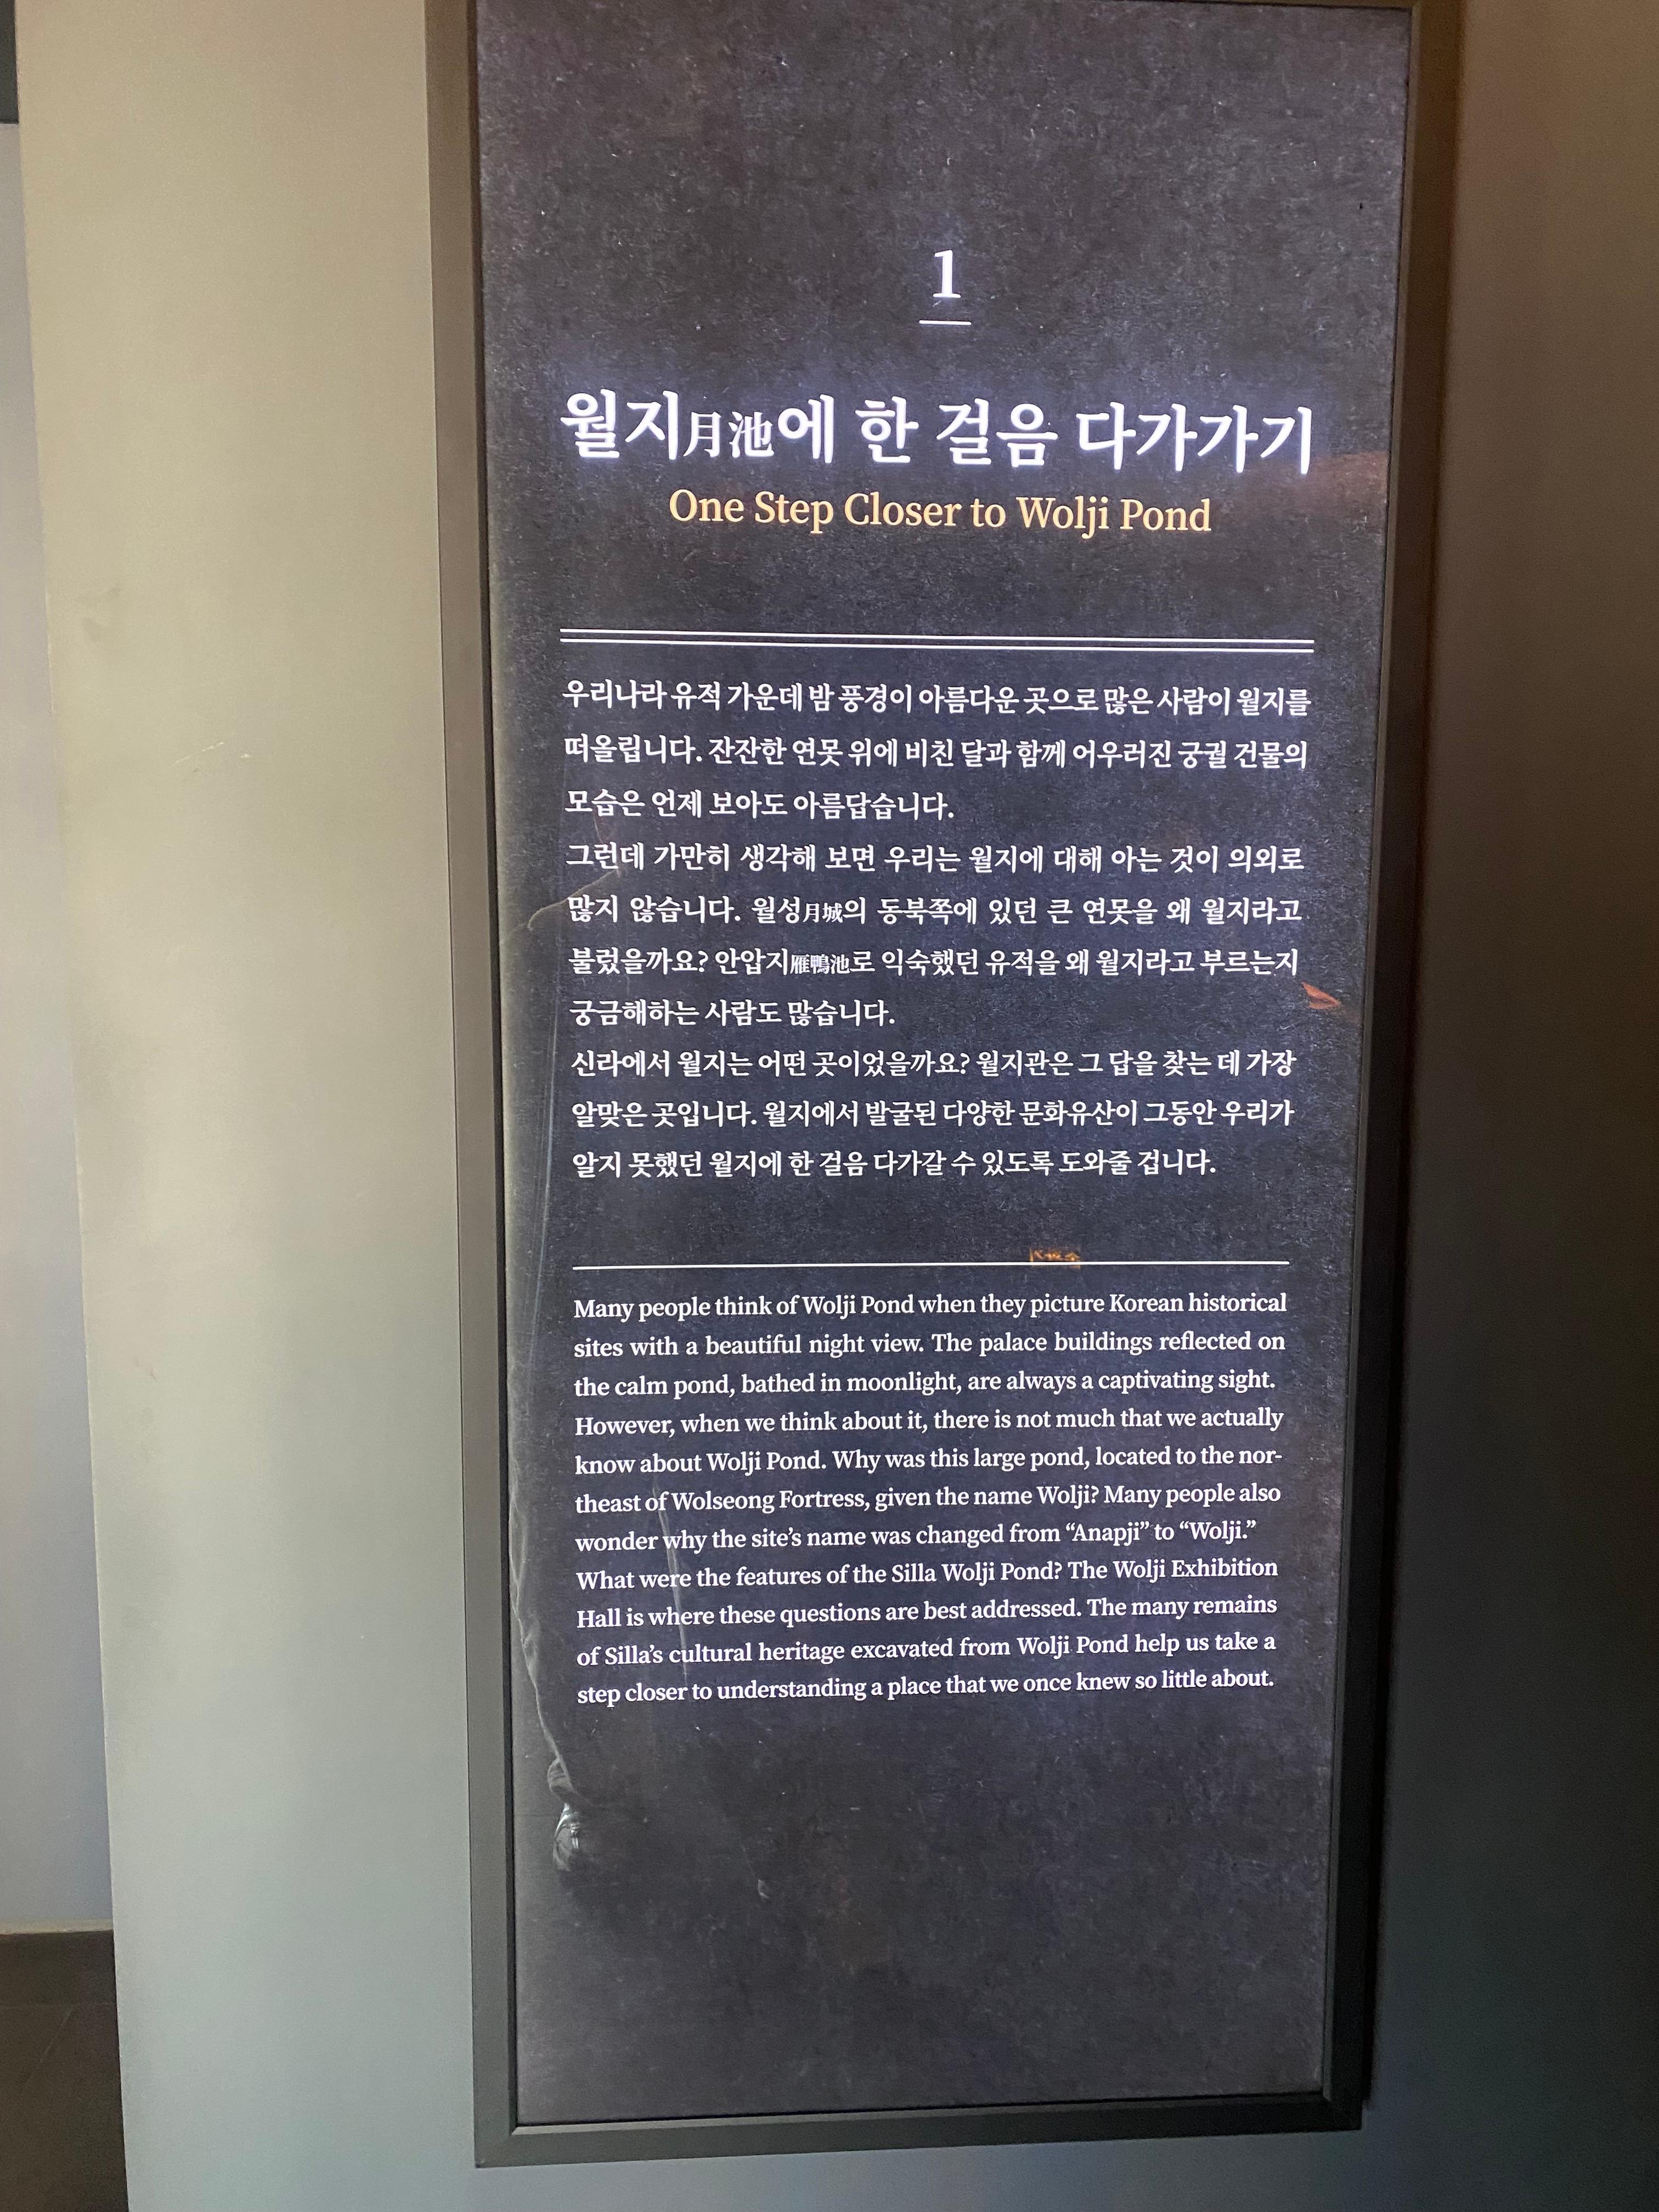 1
월지月池에 한 걸음 다가가기
One Step Closer to Wolji Pond
우리나라 유적 가운데 밤 풍경이 아름다운 곳으로 많은 사람이 월지를
떠올립니다. 잔잔한 연못 위에 비친 달과 함께 어우러진 궁궐 건물의
모습은 언제 보아도 아름답습니다.
그런데 가만히 생각해 보면 우리는 월지에 대해 아는 것이 의외로
많지 않습니다. 월성月城의 동북쪽에 있던 큰 연못을 왜 월지라고
불렀을까요? 안압지雁鴨池로 익숙했던 유적을 왜 월지라고 부르는지
궁금해하는 사람도 많습니다.
신라에서 월지는 어떤 곳이었을까요? 월지관은 그 답을 찾는 데 가장
알맞은 곳입니다. 월지에서 발굴된 다양한 문화유산이 그동안 우리가
알지 못했던 월지에 한 걸음 다가갈 수 있도록 도와줄 겁니다.
Many people think of Wolji Pond when they picture Korean historical
sites with a beautiful night view. The palace buildings reflected on
the calm pond, bathed in moonlight, are always a captivating sight.
However, when we think about it, there is not much that we actually
know about Wolji Pond. Why was this large pond, located to the nor-
theast of Wolseong Fortress, given the name Wolji? Many people also
wonder why the site's name was changed from “Anapji” to “Wolji.”
What were the features of the Silla Wolji Pond? The Wolji Exhibition
Hall is where these questions are best addressed. The many remains
of Silla's cultural heritage excavated from Wolji Pond help us take a
step closer to understanding a place that we once knew so little about.